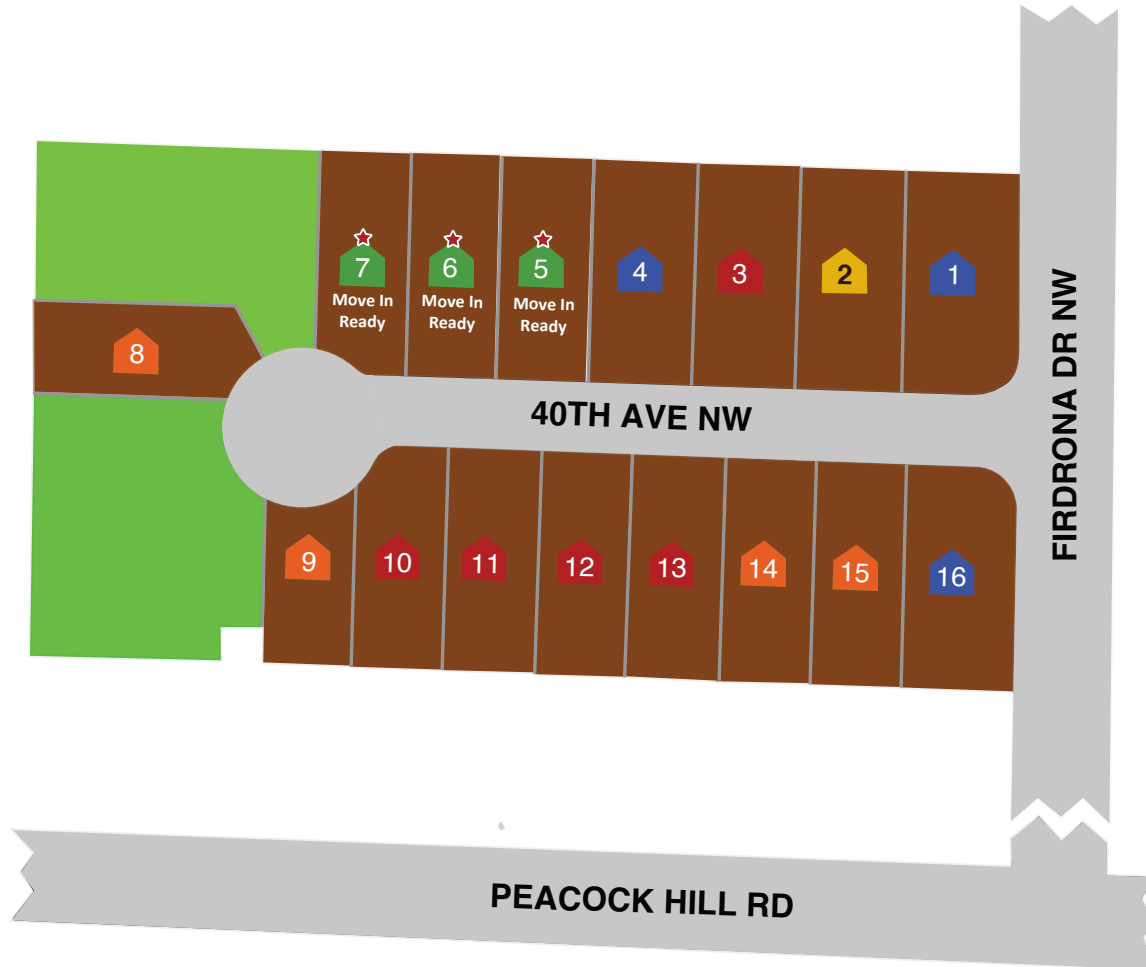 7
Move In
Ready
6
Move In
Ready
5
Move In
Ready
4
3
2
1
8
40TH AVE NW
FIRDRONA DR NW
9
10
11
12
13
14
15
16
PEACOCK HILL RD